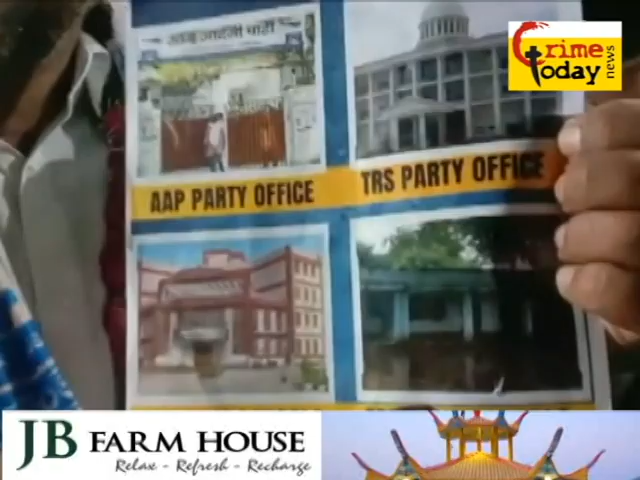 Crime
Today
news
आम आदमी पार्टी
AAP PARTY OFFICE
TRS PARTY OFFICE
JB FARM HOUSE
Relax - Refresh - Recharge